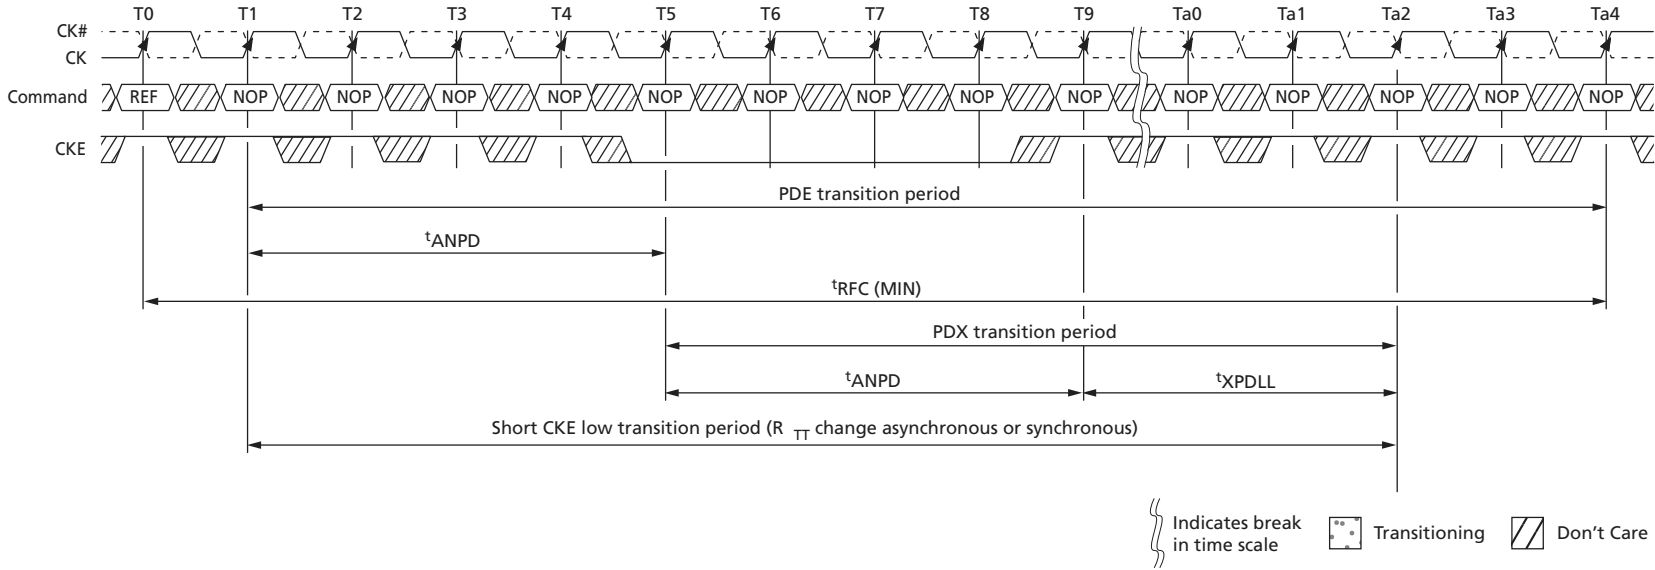 T0 T1 T2 T3 T4 T5 T6 T7 T8 T9 Ta0 Ta1 Ta2 Ta3 Ta4
CK#
CK
Command REF NOP NOP NOP NOP NOP NOP NOP NOP NOP NOP NOP NOP NOP NOP
CKE
PDE transition period
tANPD
tRFC (MIN)
PDX transition period
tANPD tXPDLL
Short CKE low transition period (R TT change asynchronous or synchronous)
Indicates break
in time scale
Transitioning
Don't Care